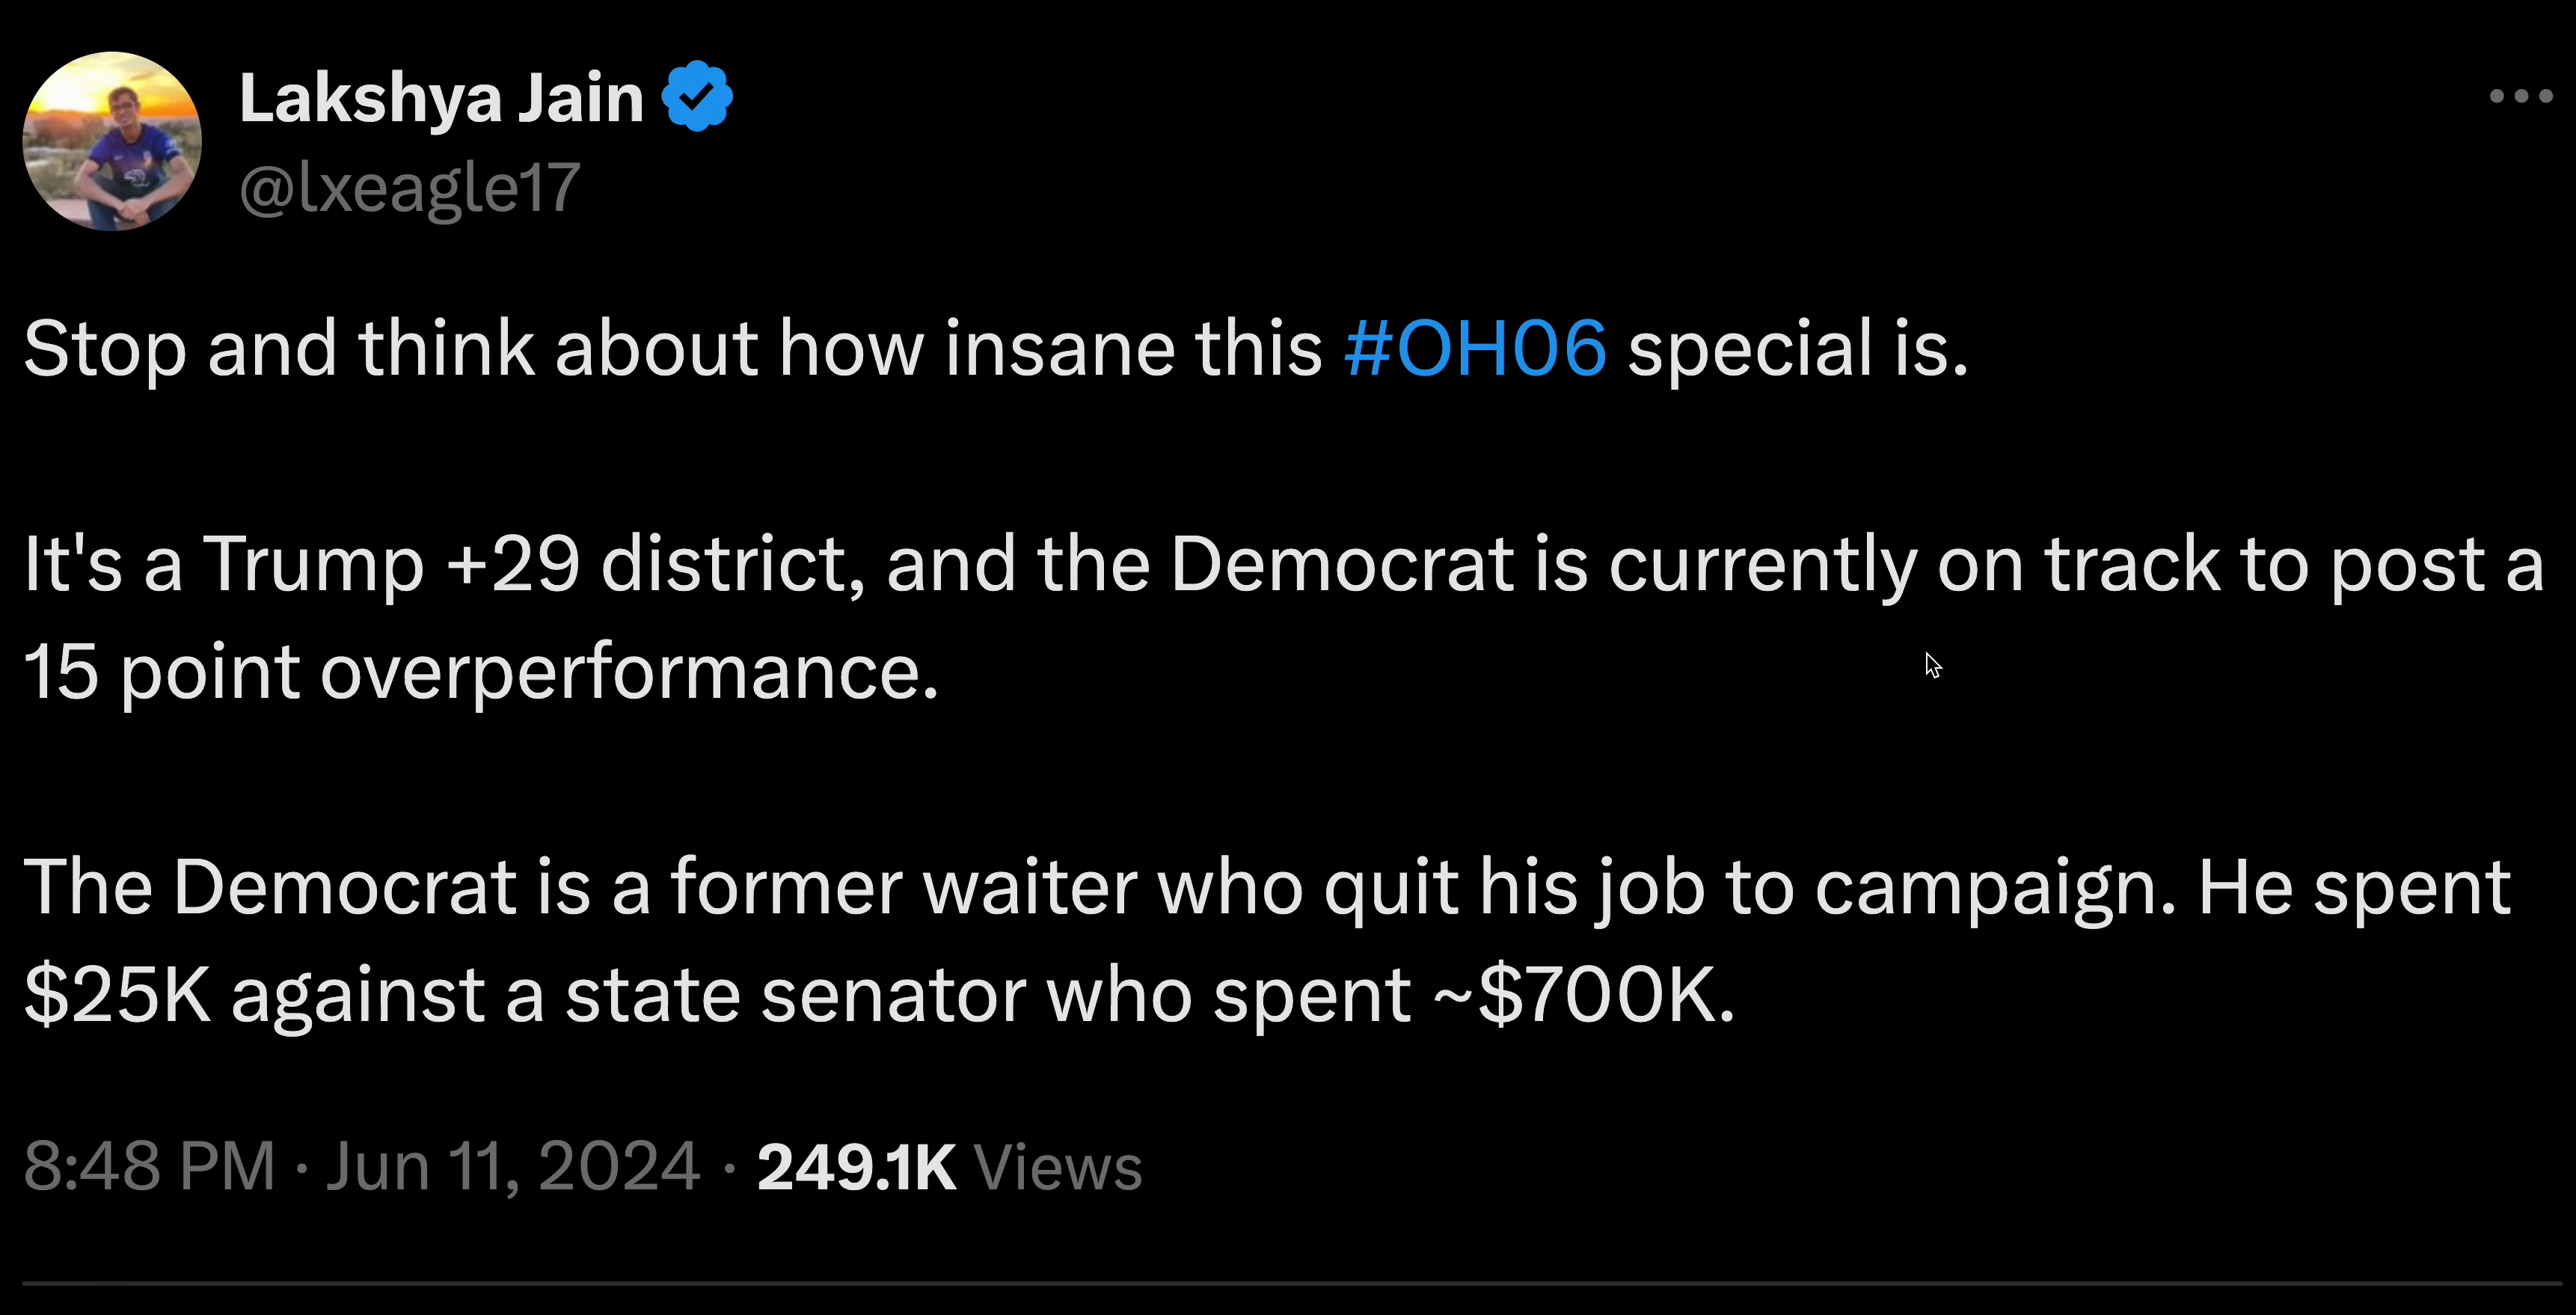 Lakshya Jain
@lxeagle17
Stop and think about how insane this #OH06 special is.
It's a Trump +29 district, and the Democrat is currently on track to post a
15 point overperformance.
The Democrat is a former waiter who quit his job to campaign. He spent
$25K against a state senator who spent ~$700K.
8:48 PM · Jun 11, 2024 · 249.1K Views